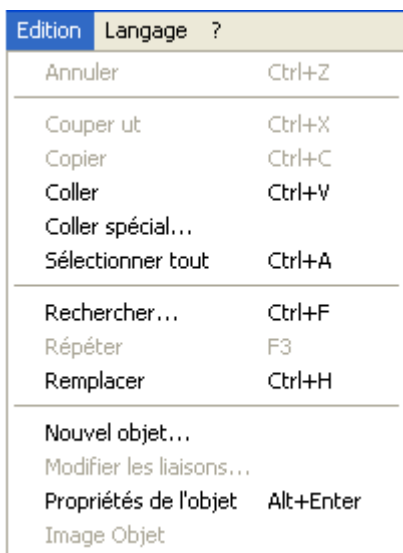 Edition Langage ?
Annuler Ctrl+Z
Couper ut Ctrl+X
Copier Ctrl+C
Coller Ctrl+V
Coller spécial...
Sélectionner tout Ctrl+A
Rechercher... Ctrl+F
Répéter F3
Remplacer Ctrl+H
Nouvel objet...
Modifier les liaisons...
Propriétés de l'objet Alt+Enter
Image Objet